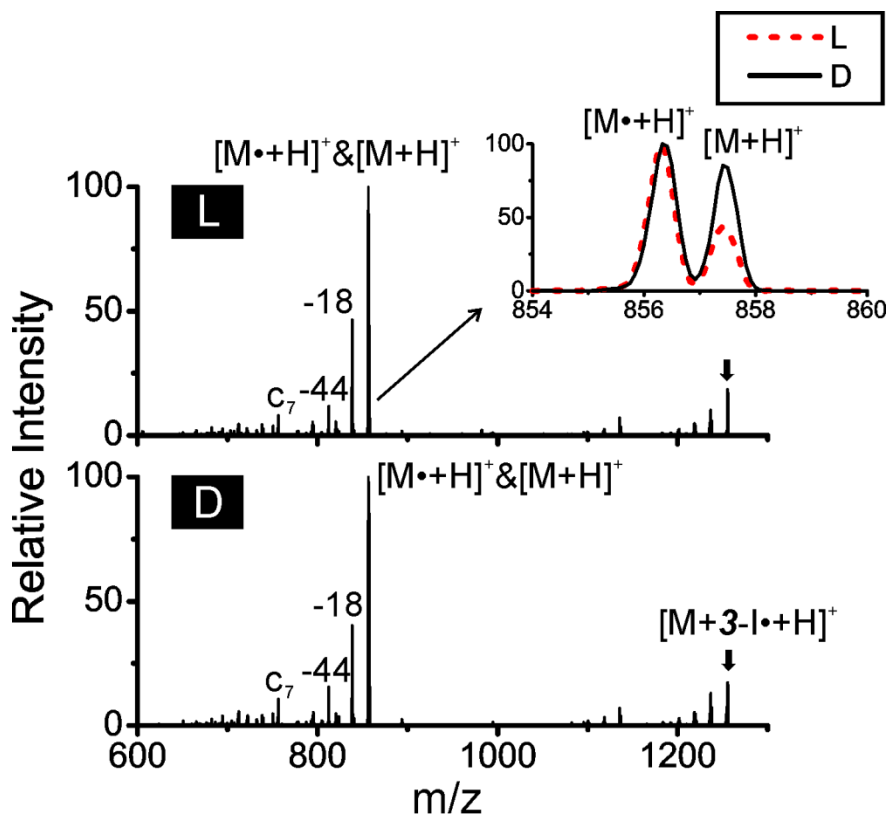 L
D
[M•+H]⁺
[M+H]⁺
100
50
0
854 856 858 860
[M•+H]⁺&[M+H]⁺
L
100
50
0
-18
-44
c₇
[M•+H]⁺&[M+H]⁺
D
100
50
0
-18
-44
c₇
[M+3-I•+H]⁺
600 800 1000 1200
m/z
Relative Intensity